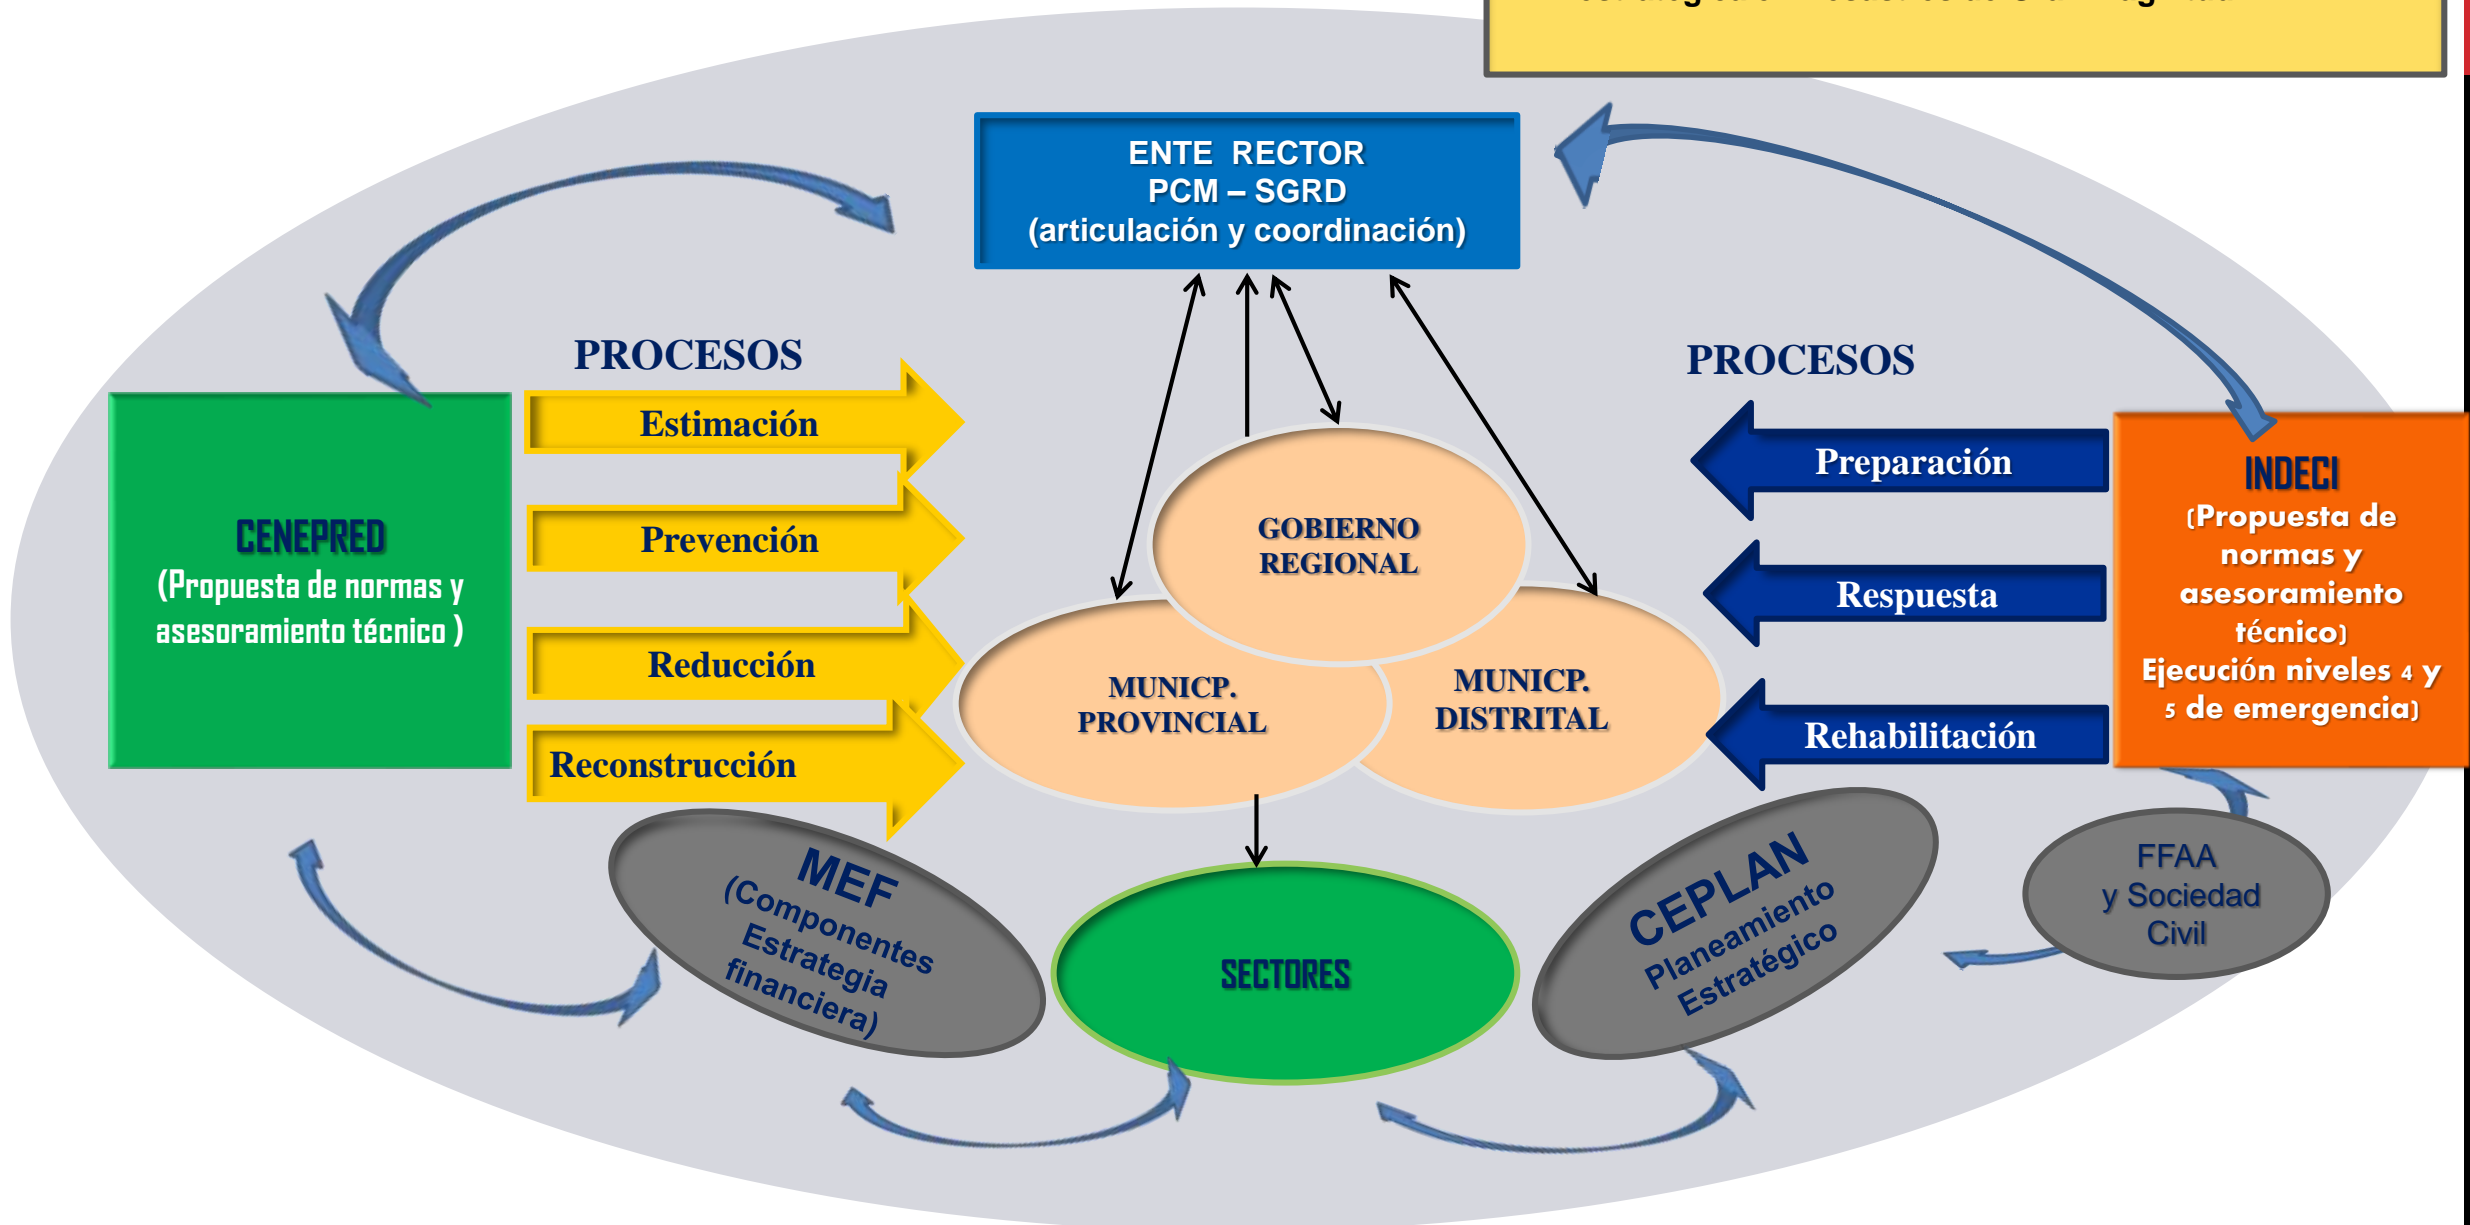 ENTE RECTOR
PCM – SGRD
(articulación y coordinación)
PROCESOS
Estimación
Prevención
Reducción
Reconstrucción
CENEPRED
(Propuesta de normas y
asesoramiento técnico )
GOBIERNO
REGIONAL
MUNICP.
PROVINCIAL
MUNICP.
DISTRITAL
PROCESOS
Preparación
Respuesta
Rehabilitación
INDECI
(Propuesta de
normas y
asesoramiento
técnico)
Ejecución niveles 4 y
5 de emergencia)
MEF
(Componentes
Estrategia
financiera)
SECTORES
CEPLAN
Planeamiento
Estratégico
FFAA
y Sociedad
Civil